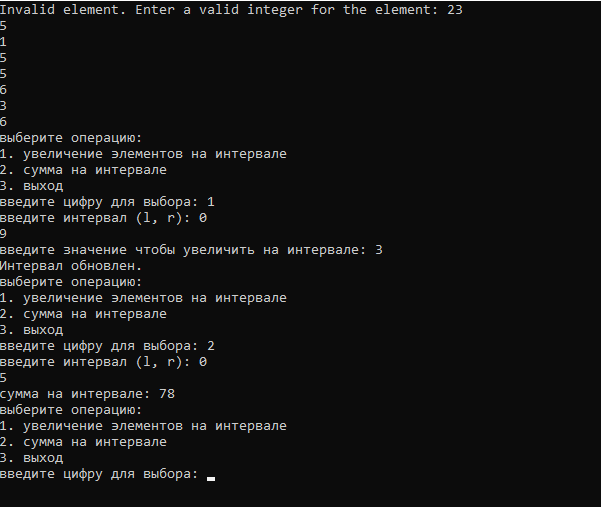 Invalid element. Enter a valid integer for the element: 23
5
1
5
5
6
3
6
выберите операцию:
1. увеличение элементов на интервале
2. сумма на интервале
3. выход
введите цифру для выбора: 1
введите интервал (l, r): 0
9
введите значение чтобы увеличить на интервале: 3
Интервал обновлен.
выберите операцию:
1. увеличение элементов на интервале
2. сумма на интервале
3. выход
введите цифру для выбора: 2
введите интервал (l, r): 0
5
сумма на интервале: 78
выберите операцию:
1. увеличение элементов на интервале
2. сумма на интервале
3. выход
введите цифру для выбора: